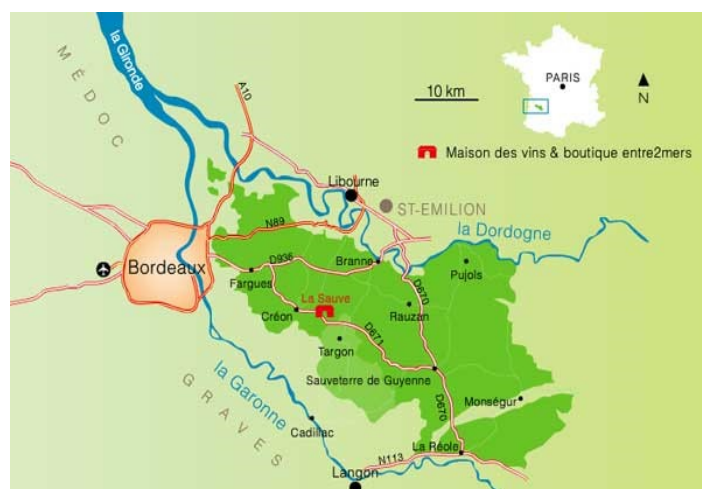 la Gironde
MÉDOC
A10
10 km
PARIS
N
Maison des vins & boutique entre2mers
Libourne
ST-EMILION
la Dordogne
N89
Bordeaux
D936
Branne
Fargues
Pujols
La Sauve
D670
Créon
Rauzan
D671
Targon
Sauveterre de Guyenne
la Garonne
GRAVES
D670
Monségur
Cadillac
La Réole
N113
Langon